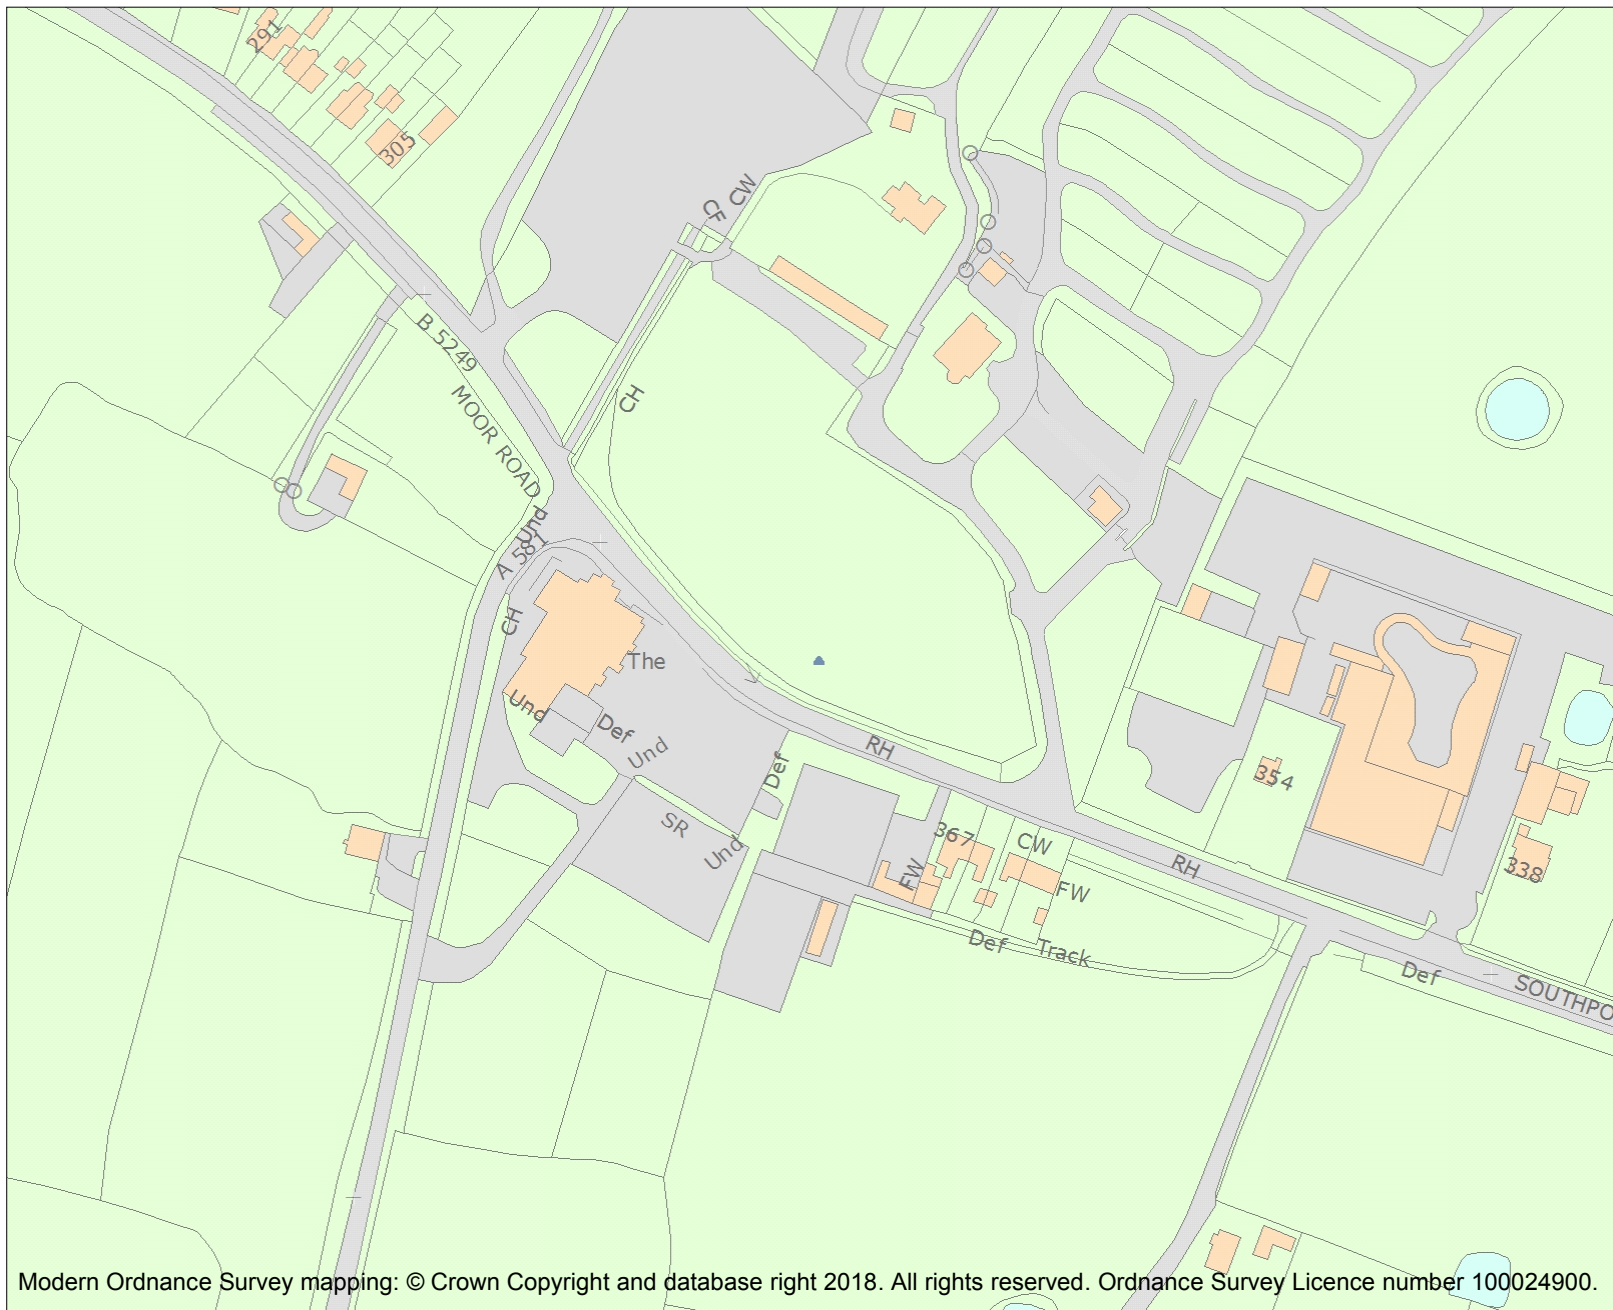 291
305
CF CW
B 5249
CH
MOOR ROAD
Und
A 581
CH
The
Und
Def
Und
Def
RH
354
SR
Und
367
CW
FW
FW
RH
338
Def
Track
Def
SOUTHPO
Modern Ordnance Survey mapping: © Crown Copyright and database right 2018. All rights reserved. Ordnance Survey Licence number 100024900.